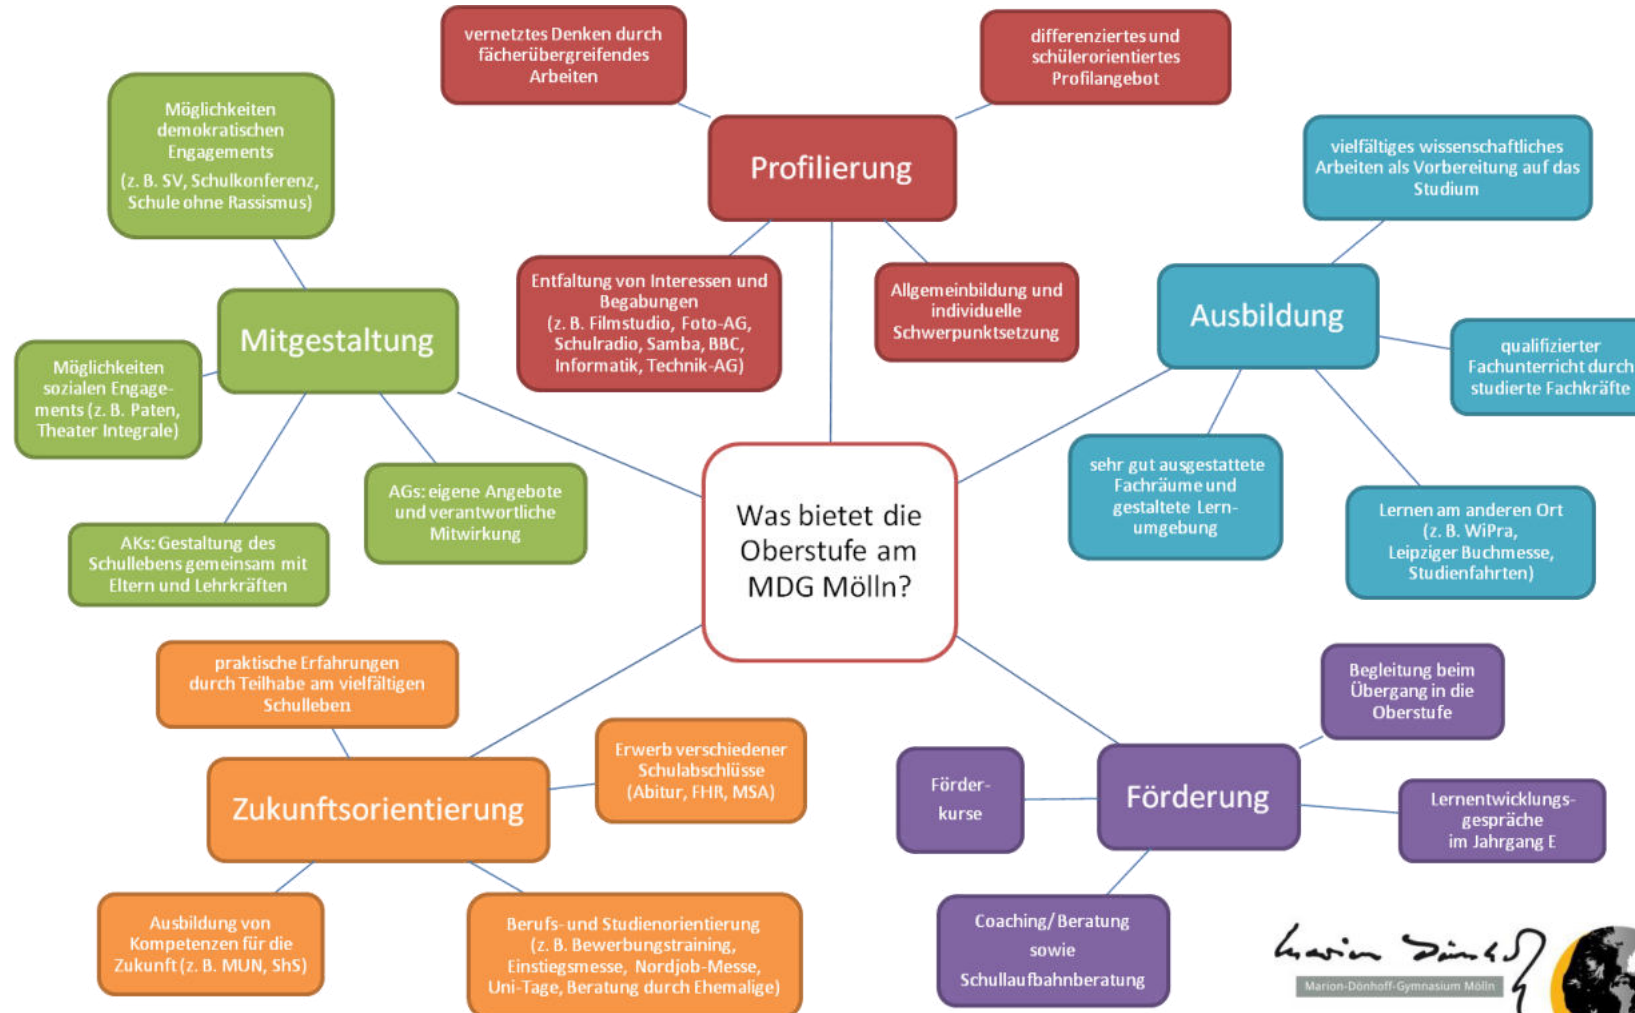 vernetztes Denken durch
fächerübergreifendes
Arbeiten
differenziertes und
schülerorientiertes
Profilangebot
Profilierung
Entfaltung von Interessen und
Begabungen
(z. B. Filmstudio, Foto-AG,
Schulradio, Samba, BBC,
Informatik, Technik-AG)
Allgemeinbildung und
individuelle
Schwerpunktsetzung
Möglichkeiten
demokratischen
Engagements
(z. B. SV, Schulkonferenz,
Schule ohne Rassismus)
Mitgestaltung
Möglichkeiten
sozialen Engage-
ments (z. B. Paten,
Theater Integrale)
AGs: eigene Angebote
und verantwortliche
Mitwirkung
AKs: Gestaltung des
Schullebens gemeinsam mit
Eltern und Lehrkräften
vielfältiges wissenschaftliches
Arbeiten als Vorbereitung auf das
Studium
Ausbildung
qualifizierter
Fachunterricht durch
studierte Fachkräfte
sehr gut ausgestattete
Fachräume und
gestaltete Lern-
umgebung
Lernen am anderen Ort
(z. B. WiPra,
Leipziger Buchmesse,
Studienfahrten)
Was bietet die
Oberstufe am
MDG Mölln?
praktische Erfahrungen
durch Teilhabe am vielfältigen
Schulleben
Zukunftsorientierung
Erwerb verschiedener
Schulabschlüsse
(Abitur, FHR, MSA)
Ausbildung von
Kompetenzen für die
Zukunft (z. B. MUN, ShS)
Berufs- und Studienorientierung
(z. B. Bewerbungstraining,
Einstiegsmesse, Nordjob-Messe,
Uni-Tage, Beratung durch Ehemalige)
Begleitung beim
Übergang in die
Oberstufe
Förderung
Förder-
kurse
Lernentwicklungs-
gespräche
im Jahrgang E
Coaching/ Beratung
sowie
Schullaufbahnberatung
Marion Dönhoff
Marion-Dönhoff-Gymnasium Mölln